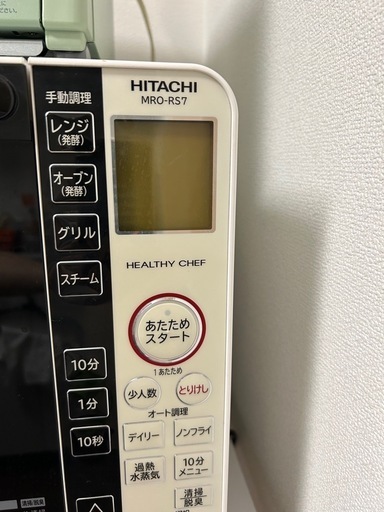 HITACHI
MRO-RS7
手動調理
レンジ
(発酵)
オーブン
(発酵)
グリル
スチーム
HEALTHY CHEF
あたため
スタート
1 あたため
10分
1分
10秒
少人数
とりけし
オート調理
デイリー
ノンフライ
過熱
水蒸気
10分
メニュー
清掃
脱臭
清掃/脱臭